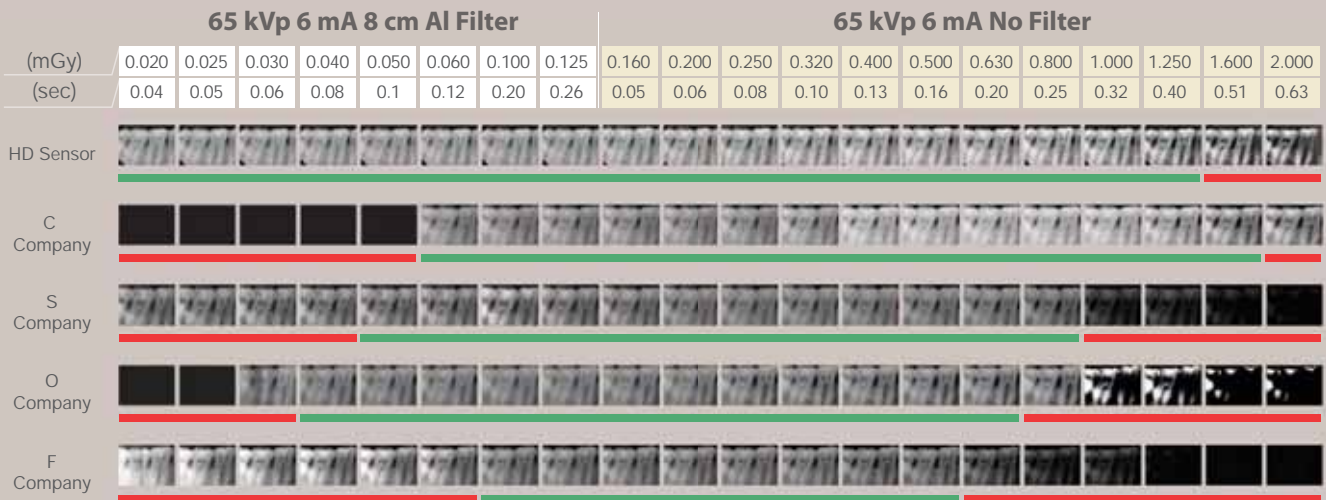 65 kVp 6 mA 8 cm Al Filter 65 kVp 6 mA No Filter
(mGy) 0.020 0.025 0.030 0.040 0.050 0.060 0.100 0.125 0.160 0.200 0.250 0.320 0.400 0.500 0.630 0.800 1.000 1.250 1.600 2.000
(sec) 0.04 0.05 0.06 0.08 0.1 0.12 0.20 0.26 0.05 0.06 0.08 0.10 0.13 0.16 0.20 0.25 0.32 0.40 0.51 0.63
HD Sensor
C
Company
S
Company
O
Company
F
Company